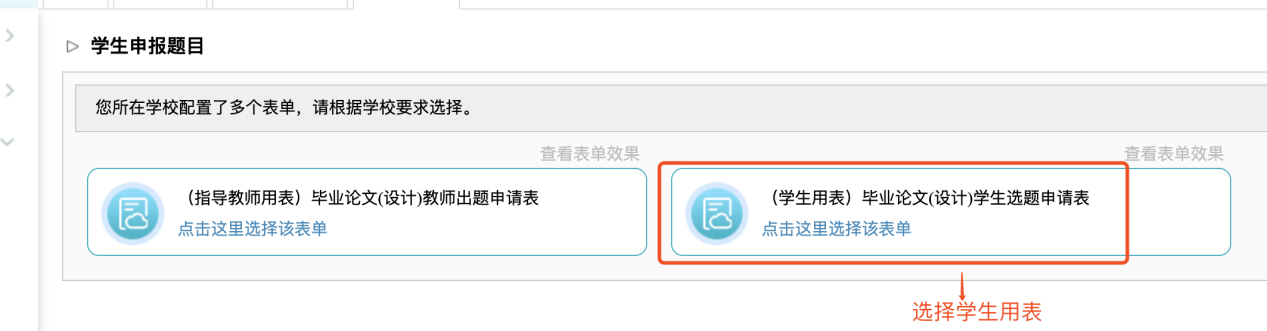 学生申报题目
您所在学校配置了多个表单，请根据学校要求选择。
查看表单效果
查看表单效果
（指导教师用表）毕业论文(设计)教师出题申请表
点击这里选择该表单
（学生用表）毕业论文(设计)学生选题申请表
点击这里选择该表单
选择学生用表